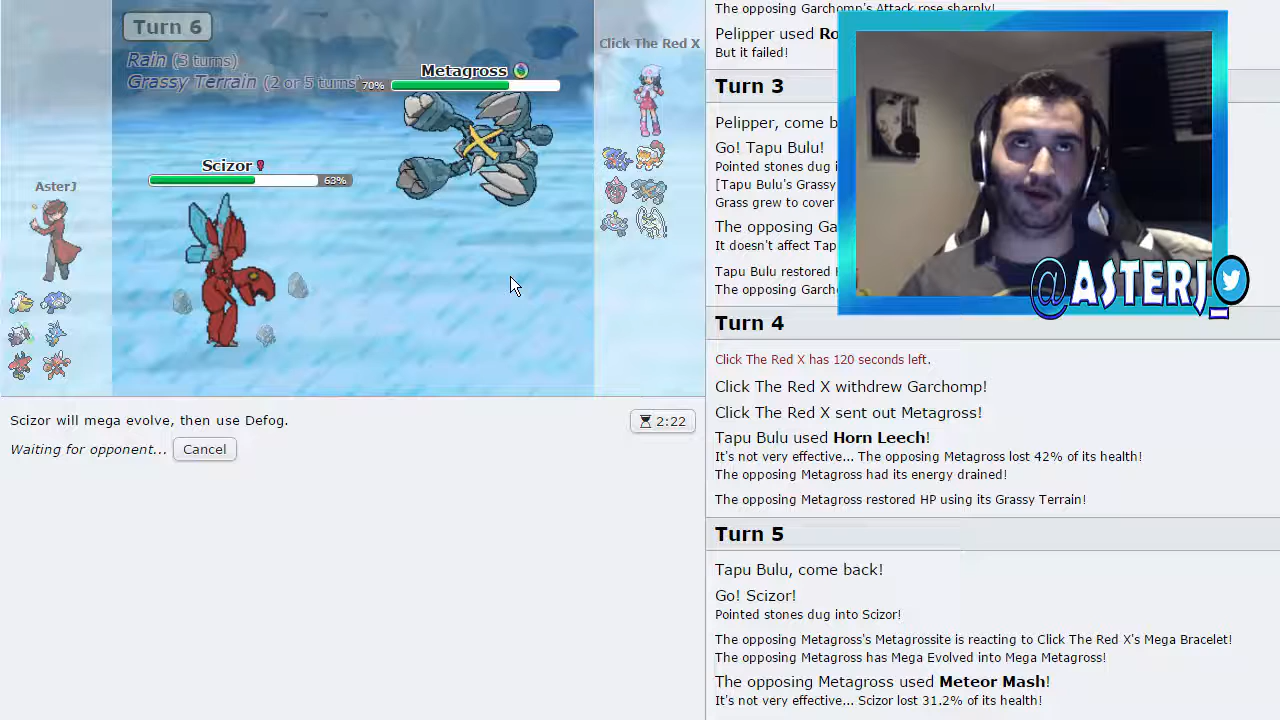 Turn 6
Rain (3 turns)
Grassy Terrain (2 or 5 turns
Metagross
70%
Scizor
63%
AsterJ
Click The Red X
Scizor will mega evolve, then use Defog.
Waiting for opponent...
Cancel
2:22
The opposing Garchomp's Attack rose sharply!
Pelipper used
But it failed!
Turn 3
Pelipper, come
Go! Tapu Bulu!
Pointed stones dug
[Tapu Bulu's Grassy
Grass grew to cover
The opposing
It doesn't affect
Tapu Bulu restored
The opposing
Turn 4
Click The Red X has 120 seconds left.
Click The Red X withdrew Garchomp!
Click The Red X sent out Metagross!
Tapu Bulu used Horn Leech!
It's not very effective... The opposing Metagross lost 42% of its health!
The opposing Metagross had its energy drained!
The opposing Metagross restored HP using its Grassy Terrain!
Turn 5
Tapu Bulu, come back!
Go! Scizor!
Pointed stones dug into Scizor!
The opposing Metagross's Metagrossite is reacting to Click The Red X's Mega Bracelet!
The opposing Metagross has Mega Evolved into Mega Metagross!
The opposing Metagross used Meteor Mash!
It's not very effective... Scizor lost 31.2% of its health!
@ASTERJ_